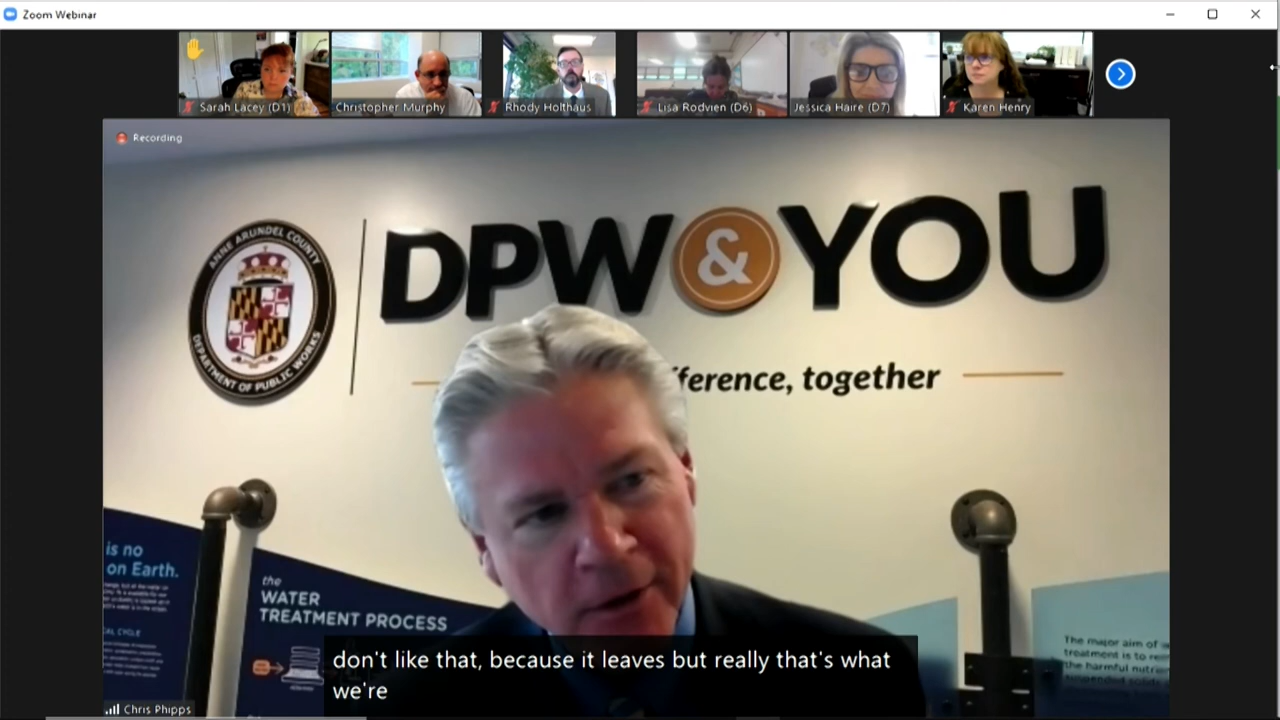 Zoom Webinar
Sarah Lacey (D1)
Christopher Murphy
Rhody Holthaus
Lisa Rodvien (D6)
Jessica Haire (D7)
Karen Henry
Recording
ANNE ARUNDEL COUNTY
DEPARTMENT OF PUBLIC WORKS
DPW & YOU
fference, together
is no
on Earth.
the
WATER
TREATMENT PROCESS
The major aim of
treatment is to
the harmful
don't like that, because it leaves but really that's what
we're
Chris Phipps